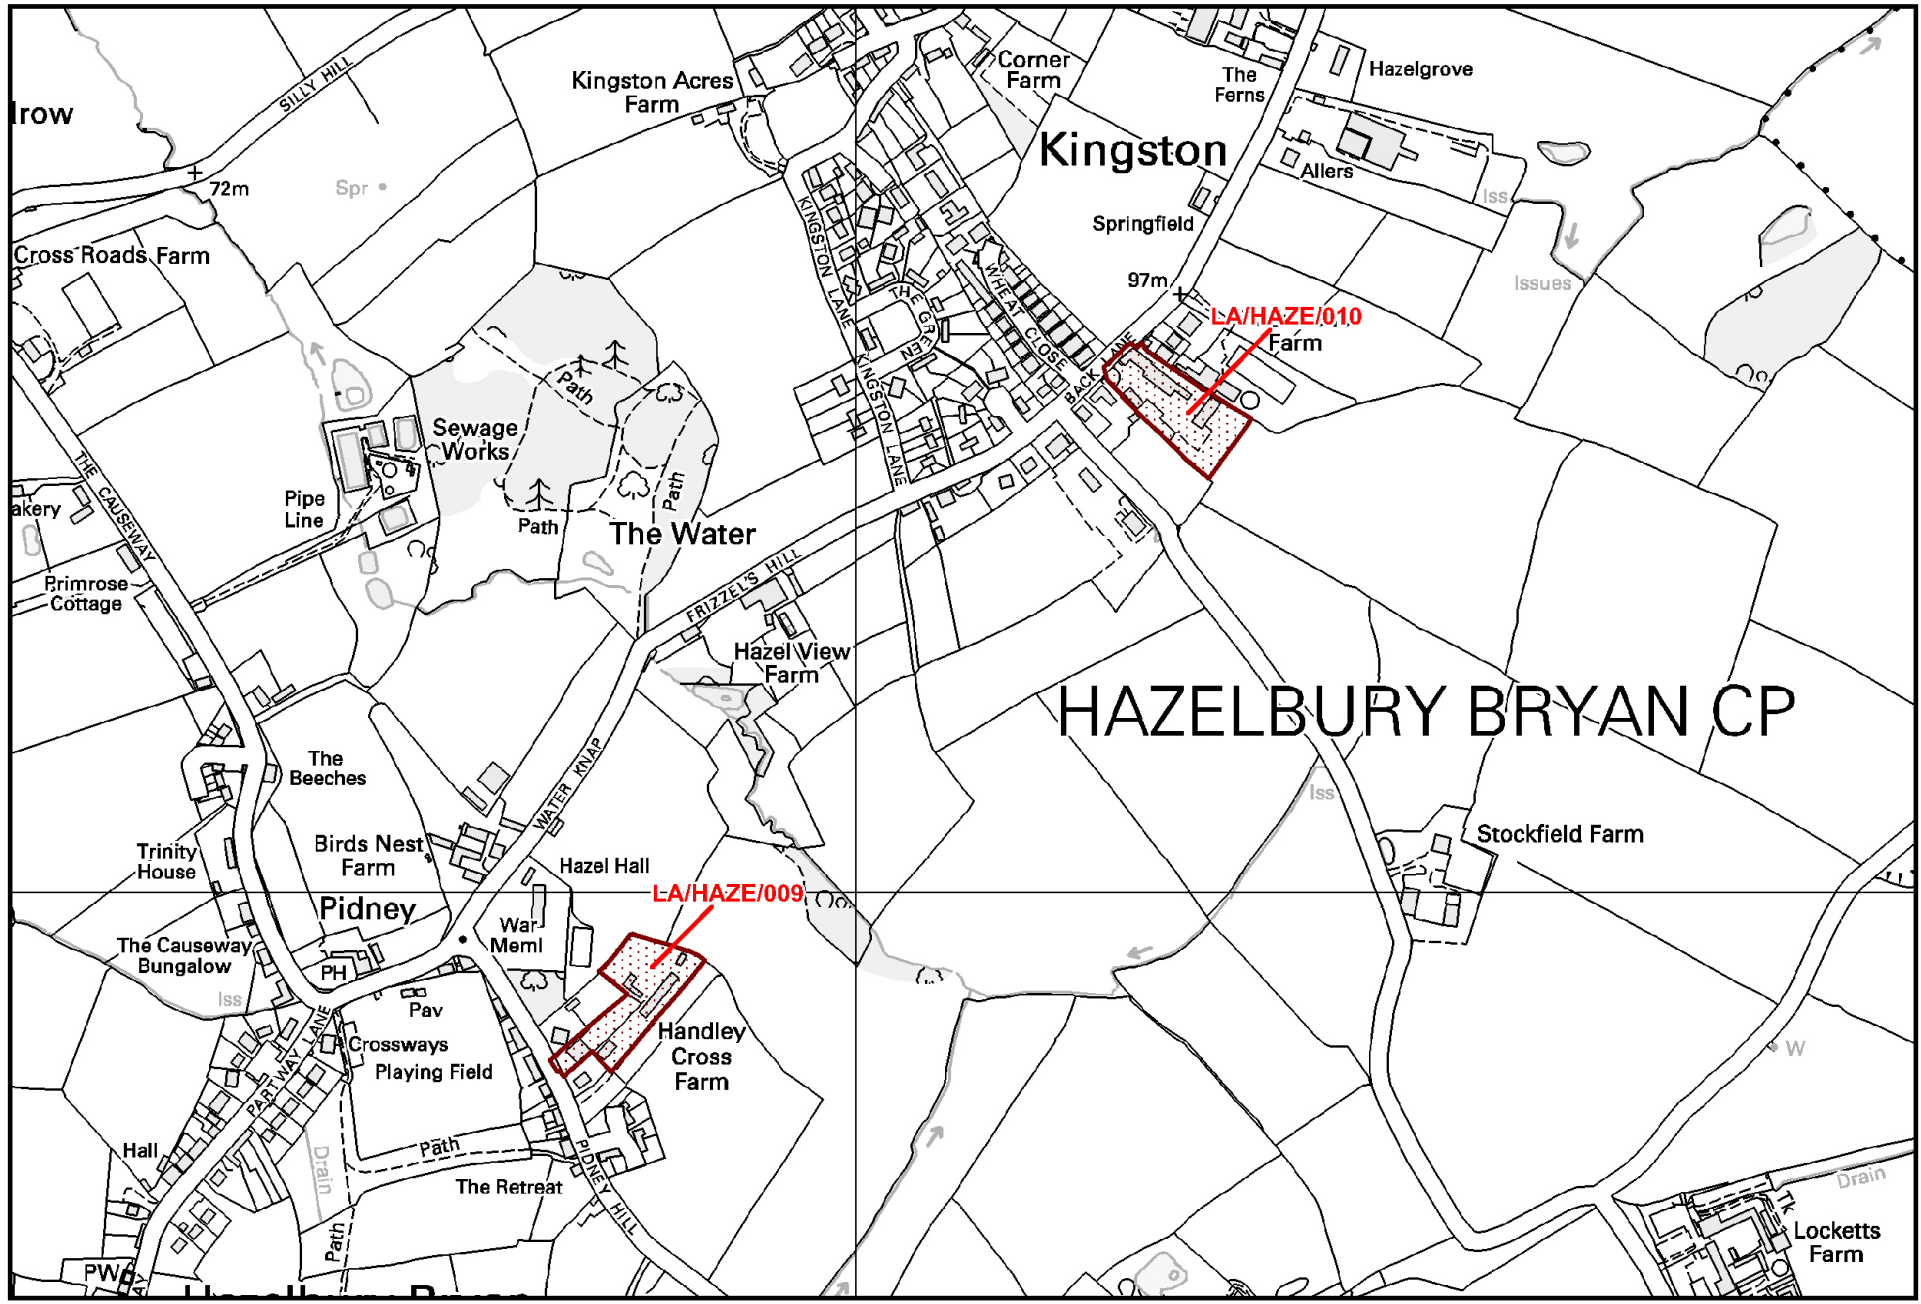 Corner
Farm
The
Ferns
Hazelgrove
SILLY HILL
Kingston Acres
Farm
Kingston
Allers
72m
Spr
Iss
Springfield
KINGSTON LANE
Cross Roads Farm
WHEAT CLOSE
97m
Issues
THE GREEN
LA/HAZE/010
Farm
BACK LANE
Path
KINGSTON LANE
Sewage
Works
THE CAUSEWAY
Pipe
Line
Path
Path
The Water
FRIZZEL'S HILL
Primrose
Cottage
Hazel View
Farm
HAZELBURY BRYAN CP
WATER KNAP
The
Beeches
Iss
Stockfield Farm
Trinity
House
Birds Nest
Farm
Hazel Hall
LA/HAZE/009
Pidney
War
Meml
The Causeway
Bungalow
PH
Iss
Pav
PARTWAY LANE
Crossways
Playing Field
Handley
Cross
Farm
W
Hall
Path
Drain
PIDNEY HILL
The Retreat
Path
Drain
Tk
Locketts
Farm
PW
Hazelbury Bryan